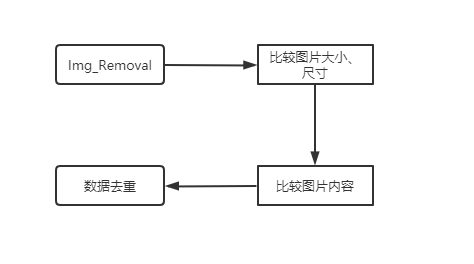 Img_Removal
比较图片大小、
尺寸
数据去重
比较图片内容